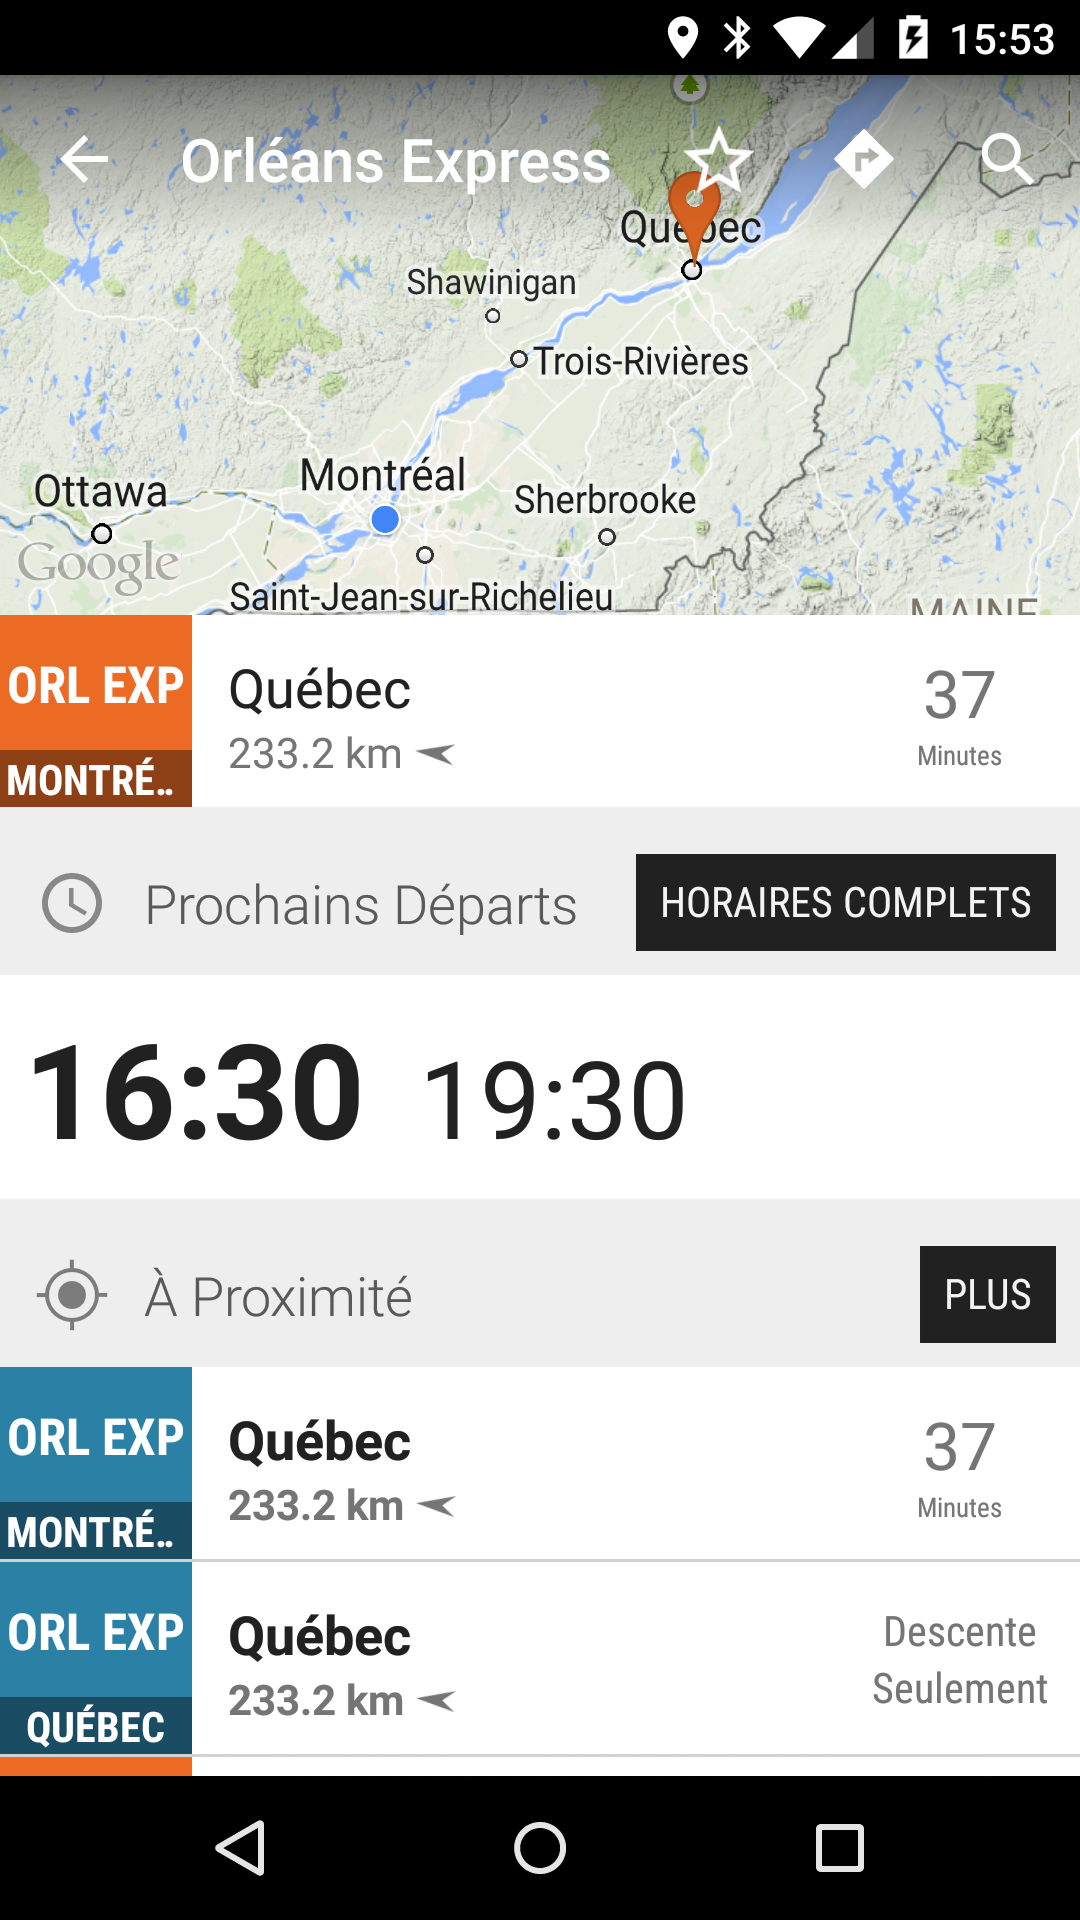 15:53
Orléans Express
Québec
Shawinigan
Trois-Rivières
Montréal
Ottawa
Sherbrooke
Google
Saint-Jean-sur-Richelieu
MAINE
ORL EXP
MONTRÉ..
Québec
233.2 km
37
Minutes
Prochains Départs
HORAIRES COMPLETS
16:30 19:30
À Proximité
PLUS
ORL EXP
MONTRÉ..
Québec
233.2 km
37
Minutes
ORL EXP
QUÉBEC
Québec
233.2 km
Descente
Seulement